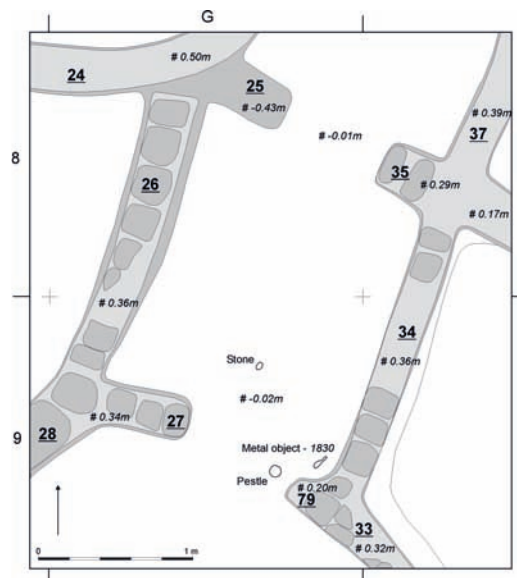 G
24
# 0.50m
25
# -0.43m
# 0.39m
37
# -0.01m
8
26
35
# 0.29m
# 0.17m
# 0.36m
34
# 0.36m
Stone
# -0.02m
# 0.34m
27
28
9
Metal object - 1830
Pestle
# 0.20m
79
33
# 0.32m
0
1 m